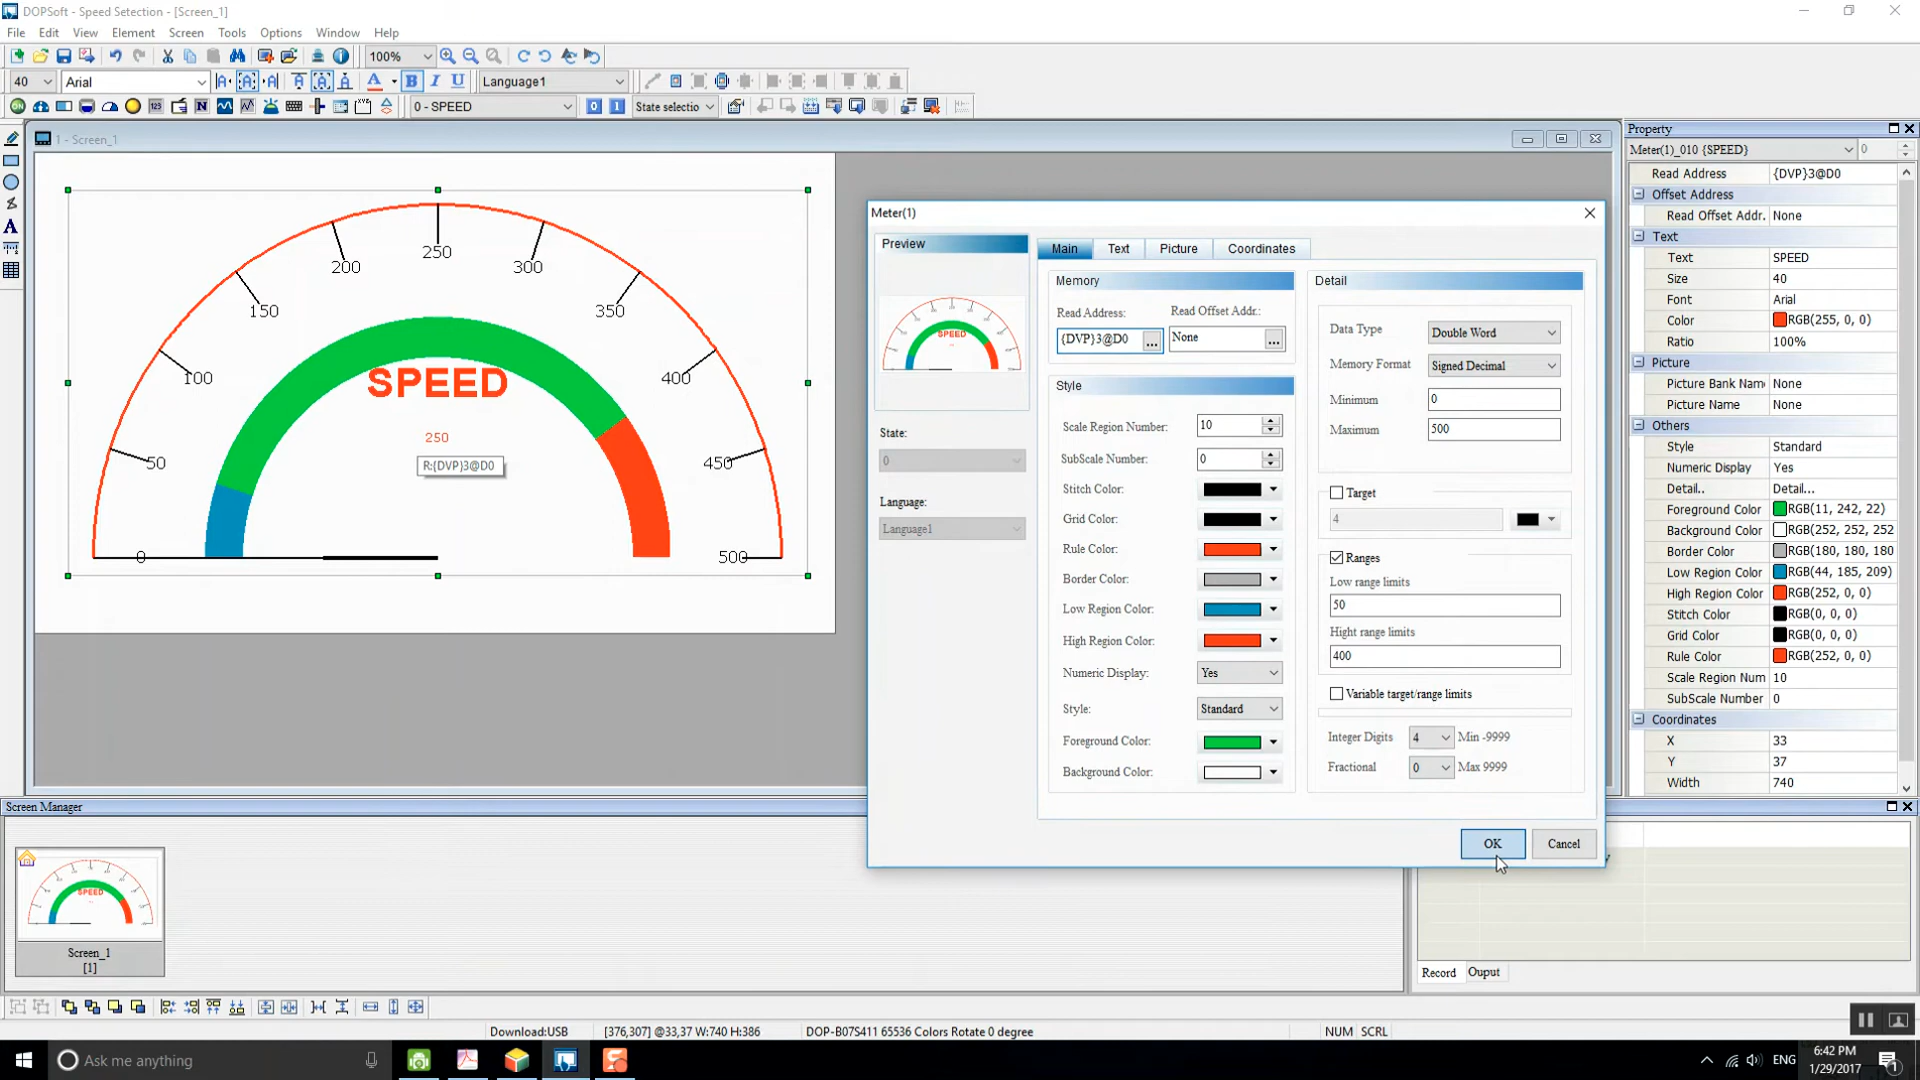 DOPSoft - Speed Selection - [Screen_1]
File Edit View Element Screen Tools Options Window Help
100%
40 Arial Language1
0 - SPEED State selectio
1 - Screen_1
0
50
100
150
200
250
300
350
400
450
500
SPEED
250
R:{DVP}3@D0
Meter(1)
Preview
SPEED
State:
0
Language:
Language1
Main Text Picture Coordinates
Memory
Read Address: Read Offset Addr.:
{DVP}3@D0 ... None ...
Style
Scale Region Number: 10
SubScale Number: 0
Stitch Color:
Grid Color:
Rule Color:
Border Color:
Low Region Color:
High Region Color:
Numeric Display: Yes
Style: Standard
Foreground Color:
Background Color:
Detail
Data Type Double Word
Memory Format Signed Decimal
Minimum 0
Maximum 500
Target
4
Ranges
Low range limits
50
Hight range limits
400
Variable target/range limits
Integer Digits 4 Min -9999
Fractional 0 Max 9999
OK Cancel
Property
Meter(1)_010 {SPEED} 0
Read Address {DVP}3@D0
Offset Address
Read Offset Addr. None
Text
Text SPEED
Size 40
Font Arial
Color RGB(255, 0, 0)
Ratio 100%
Picture
Picture Bank Name None
Picture Name None
Others
Style Standard
Numeric Display Yes
Detail.. Detail...
Foreground Color RGB(11, 242, 22)
Background Color RGB(252, 252, 252
Border Color RGB(180, 180, 180
Low Region Color RGB(44, 185, 209)
High Region Color RGB(252, 0, 0)
Stitch Color RGB(0, 0, 0)
Grid Color RGB(0, 0, 0)
Rule Color RGB(252, 0, 0)
Scale Region Num 10
SubScale Number 0
Coordinates
X 33
Y 37
Width 740
Screen Manager
SPEED
Screen_1
[1]
Record Ouput
Download:USB [376,307] @33,37 W:740 H:386 DOP-B07S411 65536 Colors Rotate 0 degree NUM SCRL
Ask me anything
ENG
6:42 PM
1/29/2017
1